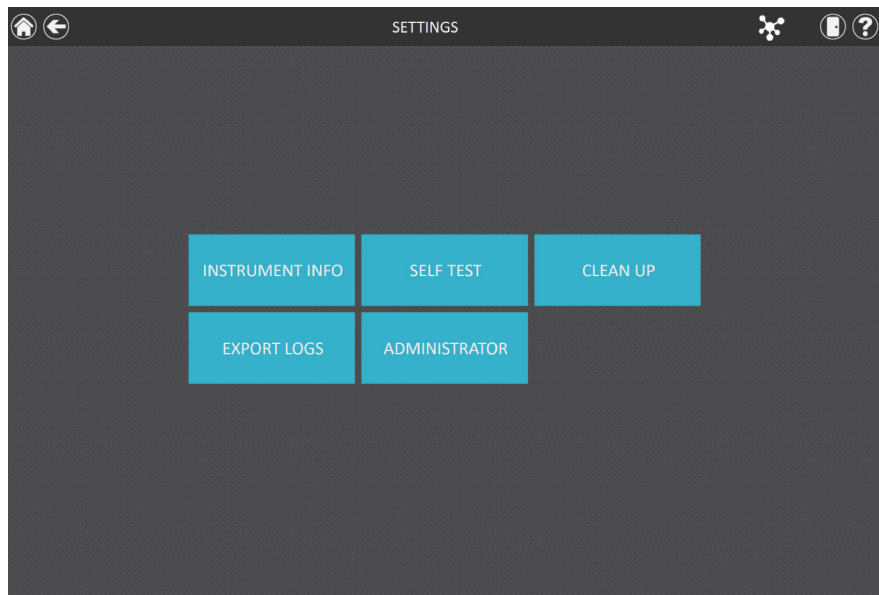 SETTINGS
?
INSTRUMENT INFO
SELF TEST
CLEAN UP
EXPORT LOGS
ADMINISTRATOR